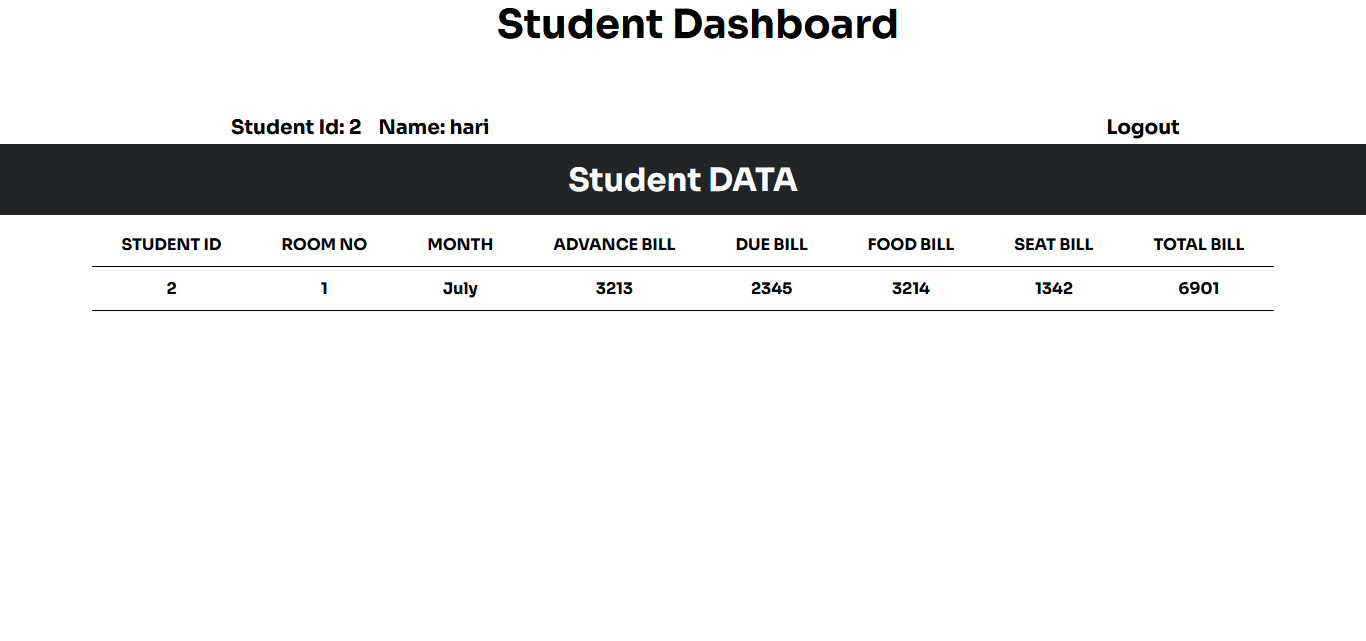 Student Dashboard
Student Id: 2 Name: hari Logout
Student DATA
STUDENT ID ROOM NO MONTH ADVANCE BILL DUE BILL FOOD BILL SEAT BILL TOTAL BILL
2 1 July 3213 2345 3214 1342 6901